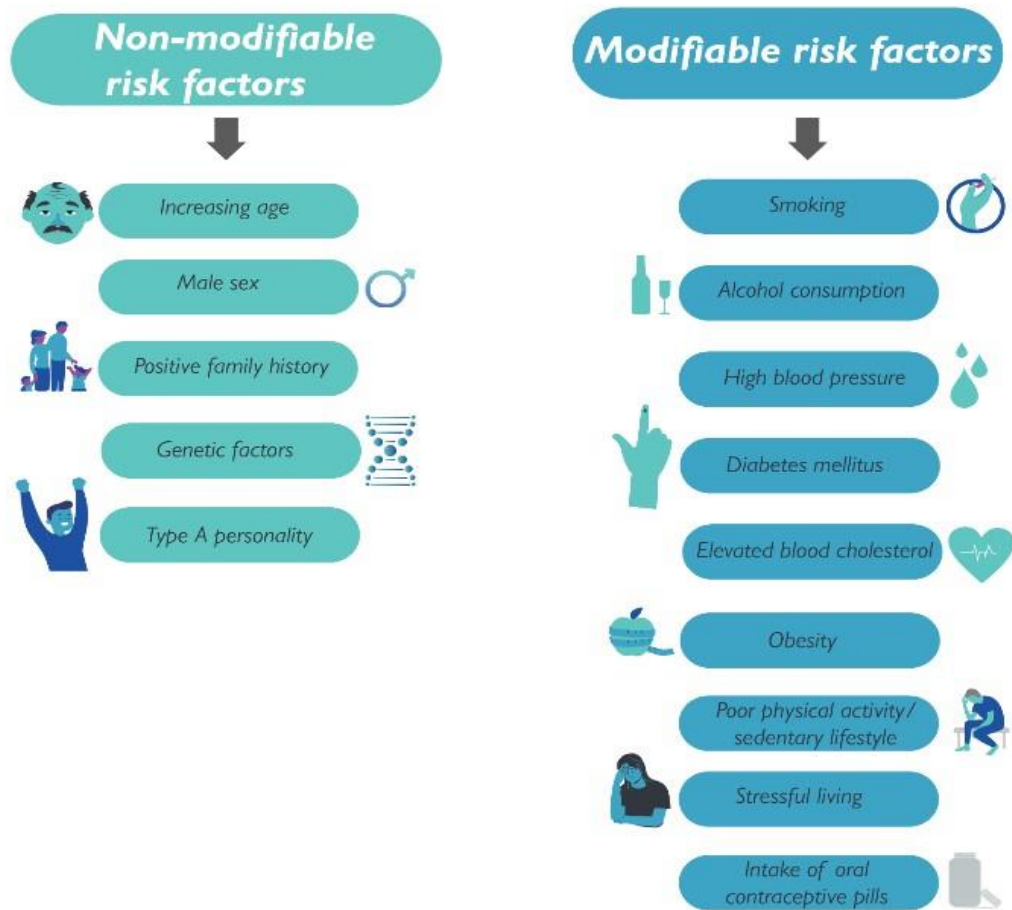 Non-modifiable
risk factors
Increasing age
Male sex
Positive family history
Genetic factors
Type A personality
Modifiable risk factors
Smoking
Alcohol consumption
High blood pressure
Diabetes mellitus
Elevated blood cholesterol
Obesity
Poor physical activity/
sedentary lifestyle
Stressful living
Intake of oral
contraceptive pills